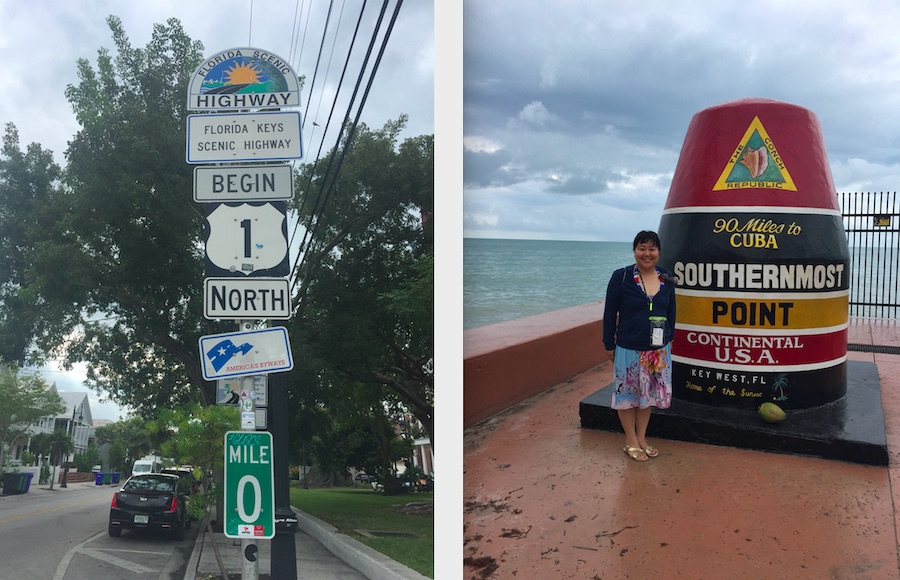 FLORIDA SCENIC
HIGHWAY
FLORIDA KEYS
SCENIC HIGHWAY
BEGIN
1
NORTH
AMERICA'S BYWAYS
MILE
0
THE CONCH
REPUBLIC
90 Miles to
CUBA
SOUTHERNMOST
POINT
CONTINENTAL
U.S.A.
KEY WEST, FL
Home of the Sunset